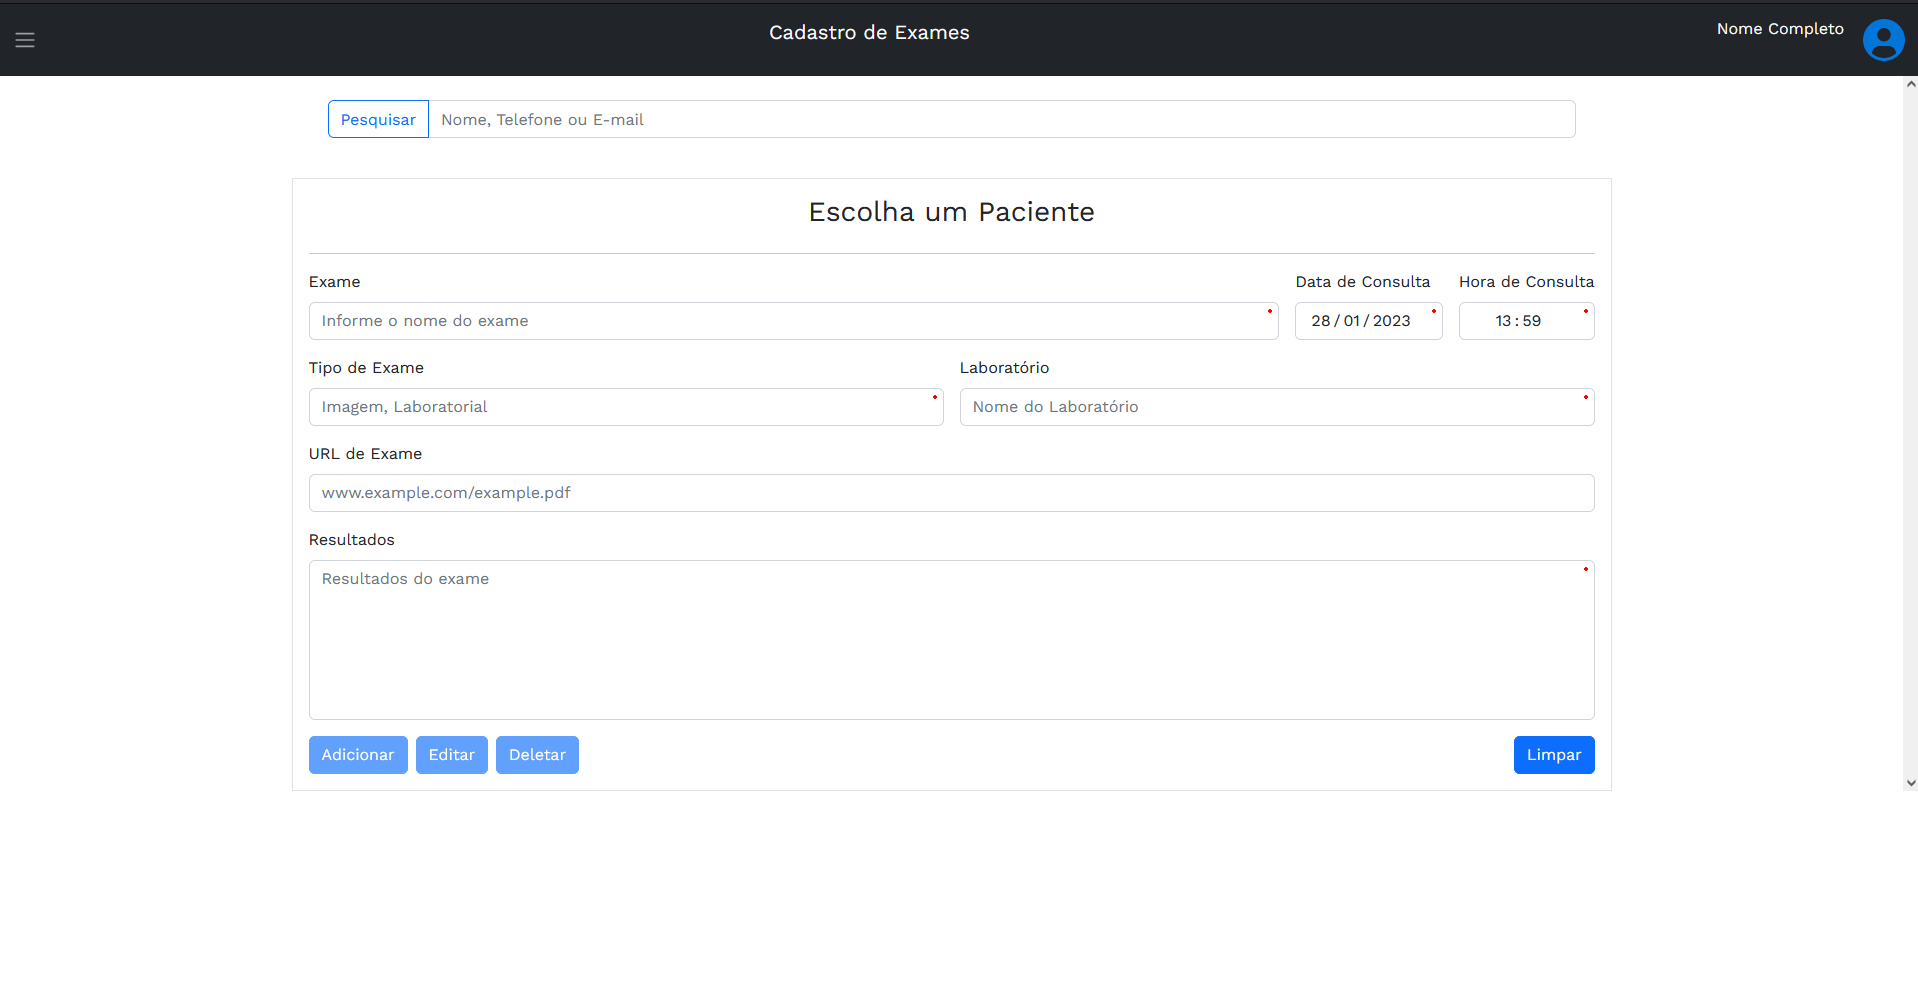 Cadastro de Exames
Nome Completo
Pesquisar Nome, Telefone ou E-mail
Escolha um Paciente
Exame Data de Consulta Hora de Consulta
Informe o nome do exame 28/01/2023 13:59
Tipo de Exame Laboratório
Imagem, Laboratorial Nome do Laboratório
URL de Exame
www.example.com/example.pdf
Resultados
Resultados do exame
Adicionar Editar Deletar Limpar